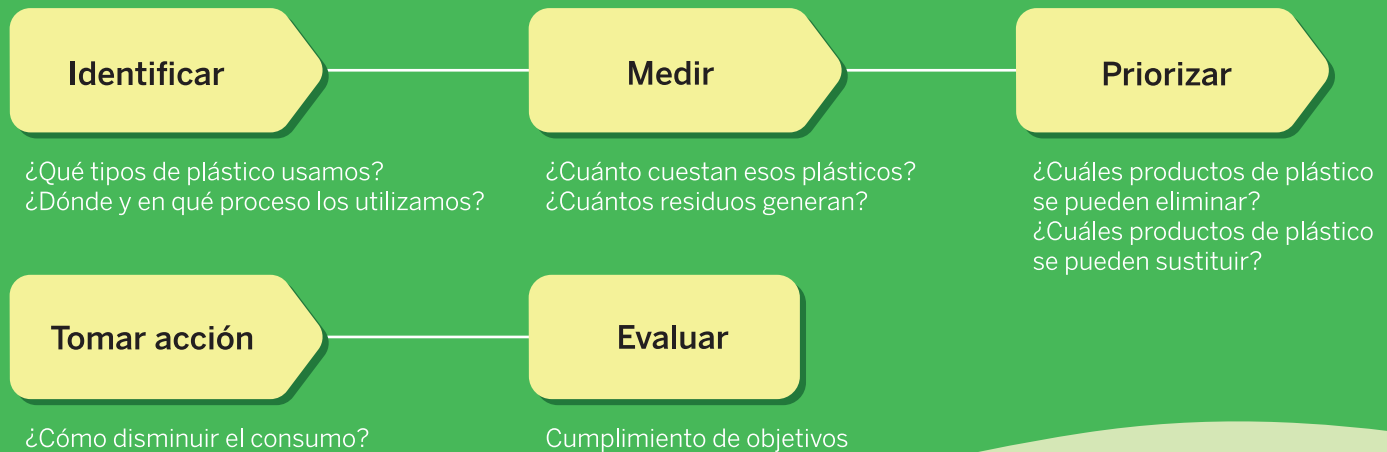 Identificar
¿Qué tipos de plástico usamos?
¿Dónde y en qué proceso los utilizamos?
Medir
¿Cuánto cuestan esos plásticos?
¿Cuántos residuos generan?
Priorizar
¿Cuáles productos de plástico
se pueden eliminar?
¿Cuáles productos de plástico
se pueden sustituir?
Tomar acción
¿Cómo disminuir el consumo?
Evaluar
Cumplimiento de objetivos